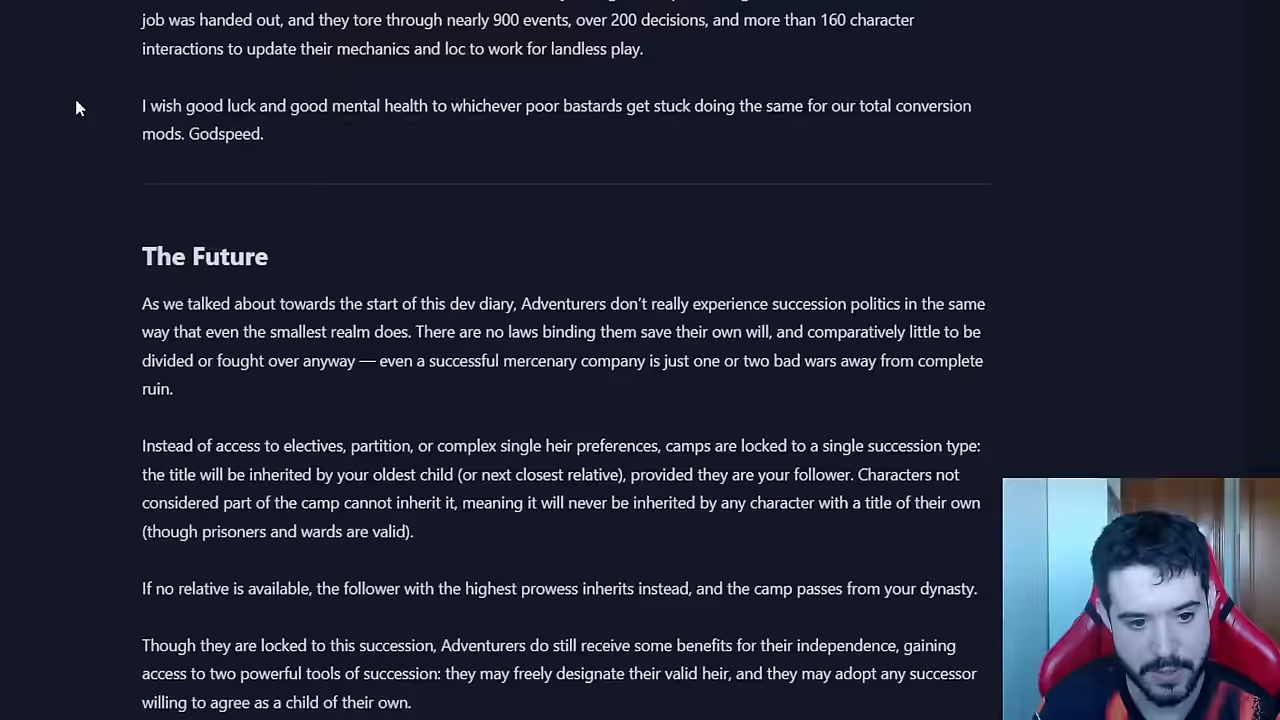 job was handed out, and they tore through nearly 900 events, over 200 decisions, and more than 160 character
interactions to update their mechanics and loc to work for landless play.
I wish good luck and good mental health to whichever poor bastards get stuck doing the same for our total conversion
mods. Godspeed.
The Future
As we talked about towards the start of this dev diary, Adventurers don’t really experience succession politics in the same
way that even the smallest realm does. There are no laws binding them save their own will, and comparatively little to be
divided or fought over anyway — even a successful mercenary company is just one or two bad wars away from complete
ruin.
Instead of access to electives, partition, or complex single heir preferences, camps are locked to a single succession type:
the title will be inherited by your oldest child (or next closest relative), provided they are your follower. Characters not
considered part of the camp cannot inherit it, meaning it will never be inherited by any character with a title of their own
(though prisoners and wards are valid).
If no relative is available, the follower with the highest prowess inherits instead, and the camp passes from your dynasty.
Though they are locked to this succession, Adventurers do still receive some benefits for their independence, gaining
access to two powerful tools of succession: they may freely designate their valid heir, and they may adopt any successor
willing to agree as a child of their own.